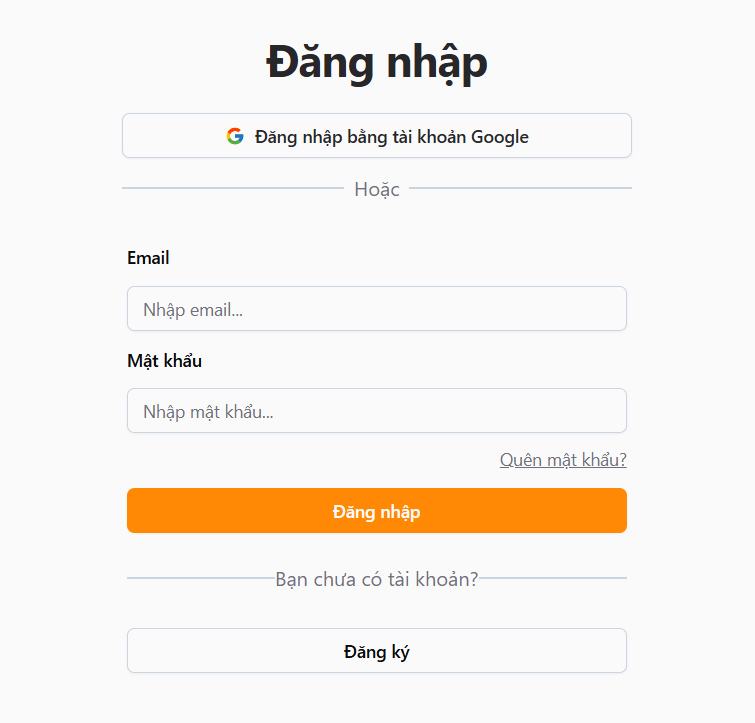 Đăng nhập
Đăng nhập bằng tài khoản Google
Hoặc
Email
Nhập email...
Mật khẩu
Nhập mật khẩu...
Quên mật khẩu?
Đăng nhập
Bạn chưa có tài khoản?
Đăng ký